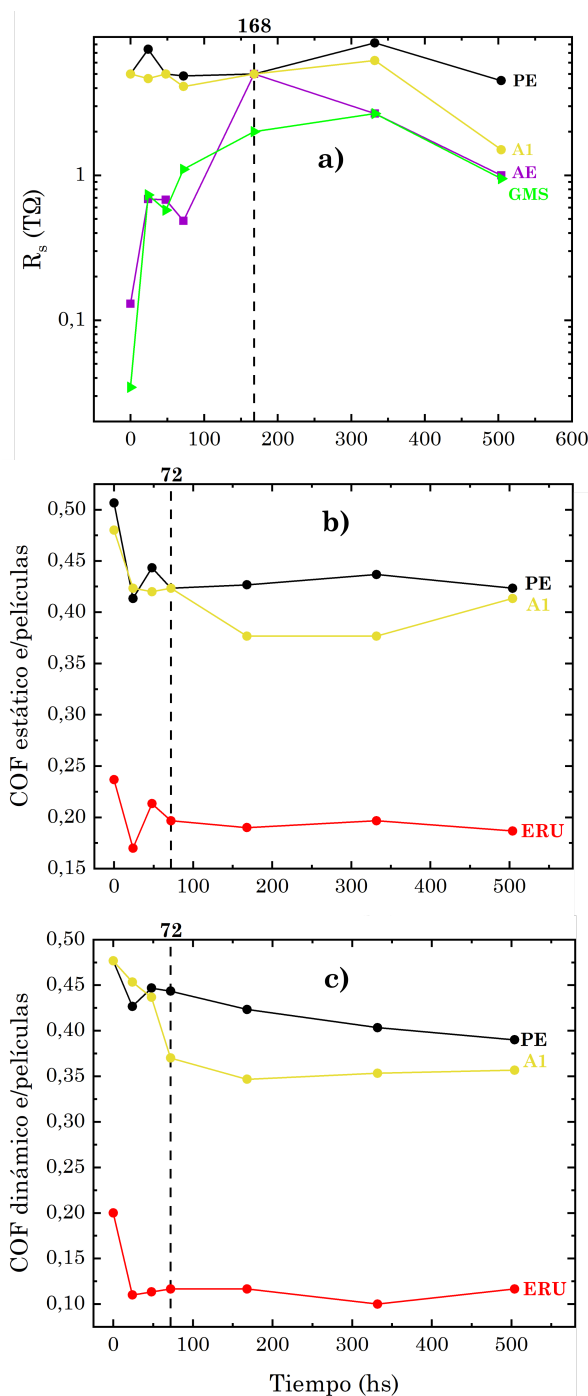 168
PE
a)
A1
AE
GMS
1
0,1
R_s (TΩ)
0 100 200 300 400 500 600
72
0,50
0,45
0,40
0,35
0,30
0,25
0,20
0,15
b)
PE
A1
ERU
COF estático e/películas
0 100 200 300 400 500
72
0,50
0,45
0,40
0,35
0,30
0,25
0,20
0,15
0,10
c)
PE
A1
ERU
COF dinámico e/películas
0 100 200 300 400 500
Tiempo (hs)